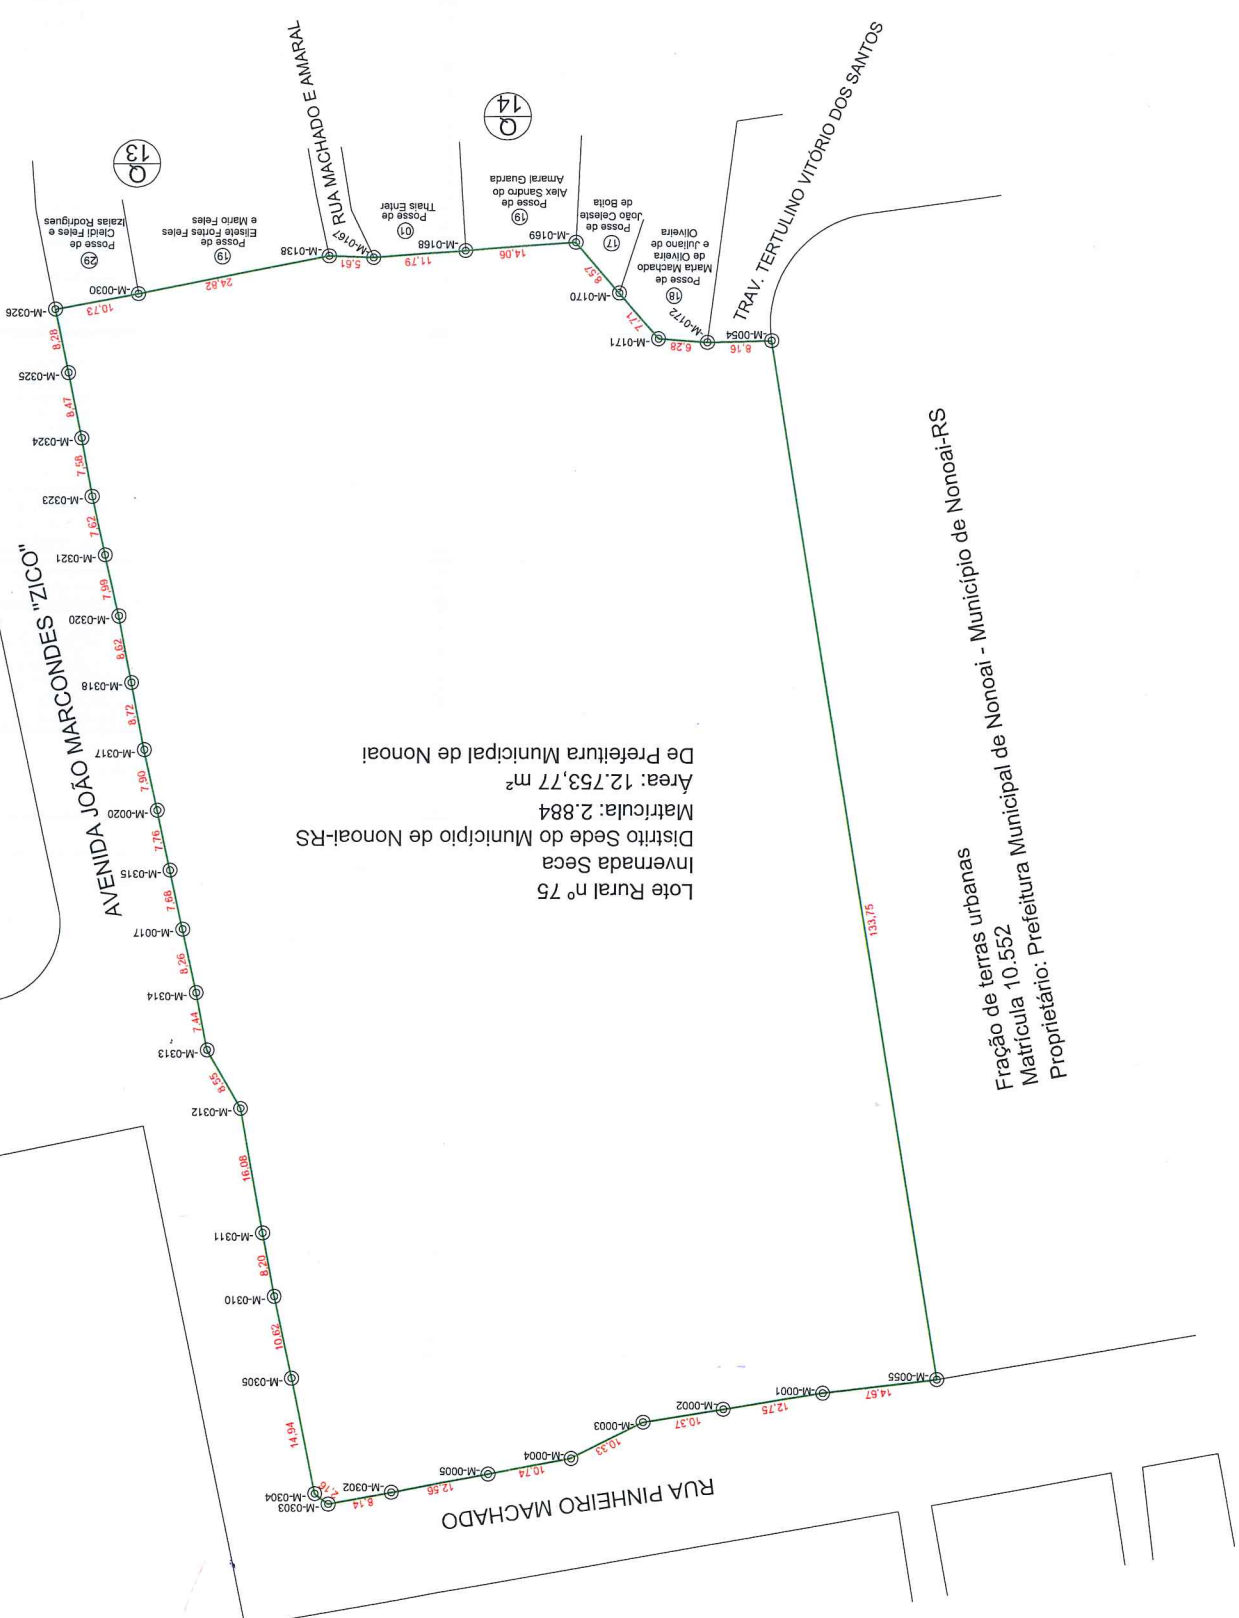 RUA PINHEIRO MACHADO
AVENIDA JOÃO MARCONDES "ZICO"
RUA MACHADO E AMARAL
TRAV. TERTULINO VITÓRIO DOS SANTOS
Lote Rural nº 75
Invernada Seca
Distrito Sede do Município de Nonoai-RS
Matrícula: 2.884
Área: 12.753,77 m²
De Prefeitura Municipal de Nonoai
Fração de terras urbanas
Matrícula 10.552
Proprietário: Prefeitura Municipal de Nonoai - Município de Nonoai-RS
Q
13
Q
14
29
Posse de
Cleidi Feles e
Izaias Rodrigues
19
Posse de
Elisete Fortes Feles
e Mario Feles
01
Posse de
Thais Enter
19
Posse de
Alex Sandro do
Amaral Guarda
17
Posse de
João Celeste
de Boita
18
Posse de
Marta Machado
de Oliveira
e Juliano de
Oliveira
-M-0055
14,67
-M-0001
12,75
-M-0002
10,37
-M-0003
10,33
-M-0004
10,74
-M-0005
12,56
-M-0302
8,14
-M-0303
2,16
-M-0304
14,94
-M-0305
10,62
-M-0310
8,20
-M-0311
16,08
-M-0312
8,55
-M-0313
7,44
-M-0314
8,26
-M-0017
7,68
-M-0315
7,76
-M-0020
7,90
-M-0317
8,72
-M-0318
8,62
-M-0320
7,99
-M-0321
7,62
-M-0323
7,58
-M-0324
8,47
-M-0325
8,28
-M-0326
10,73
-M-0030
24,82
-M-0138
5,61
-M-0167
11,79
-M-0168
14,06
-M-0169
8,57
-M-0170
7,71
-M-0171
6,28
-M-0172
8,16
-M-0054
133,75